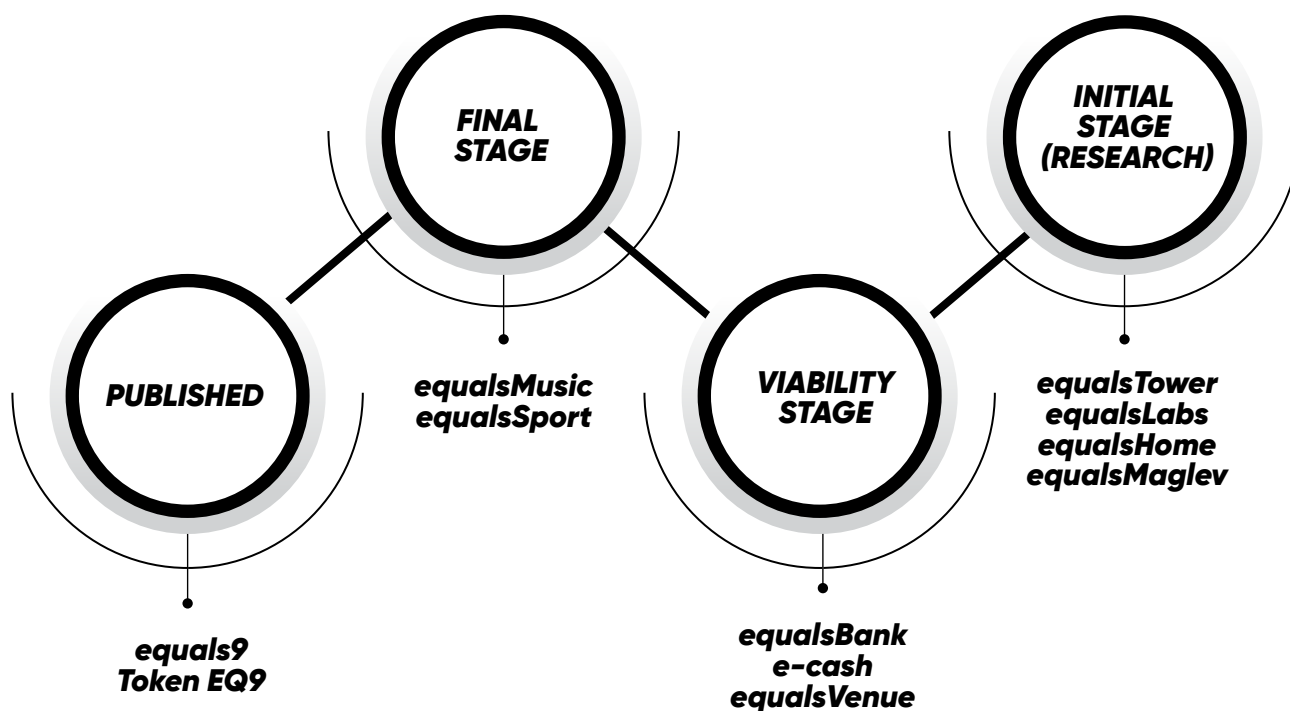 PUBLISHED
equals9
Token EQ9
FINAL
STAGE
equalsMusic
equalsSport
VIABILITY
STAGE
equalsBank
e-cash
equalsVenue
INITIAL
STAGE
(RESEARCH)
equalsTower
equalsLabs
equalsHome
equalsMaglev